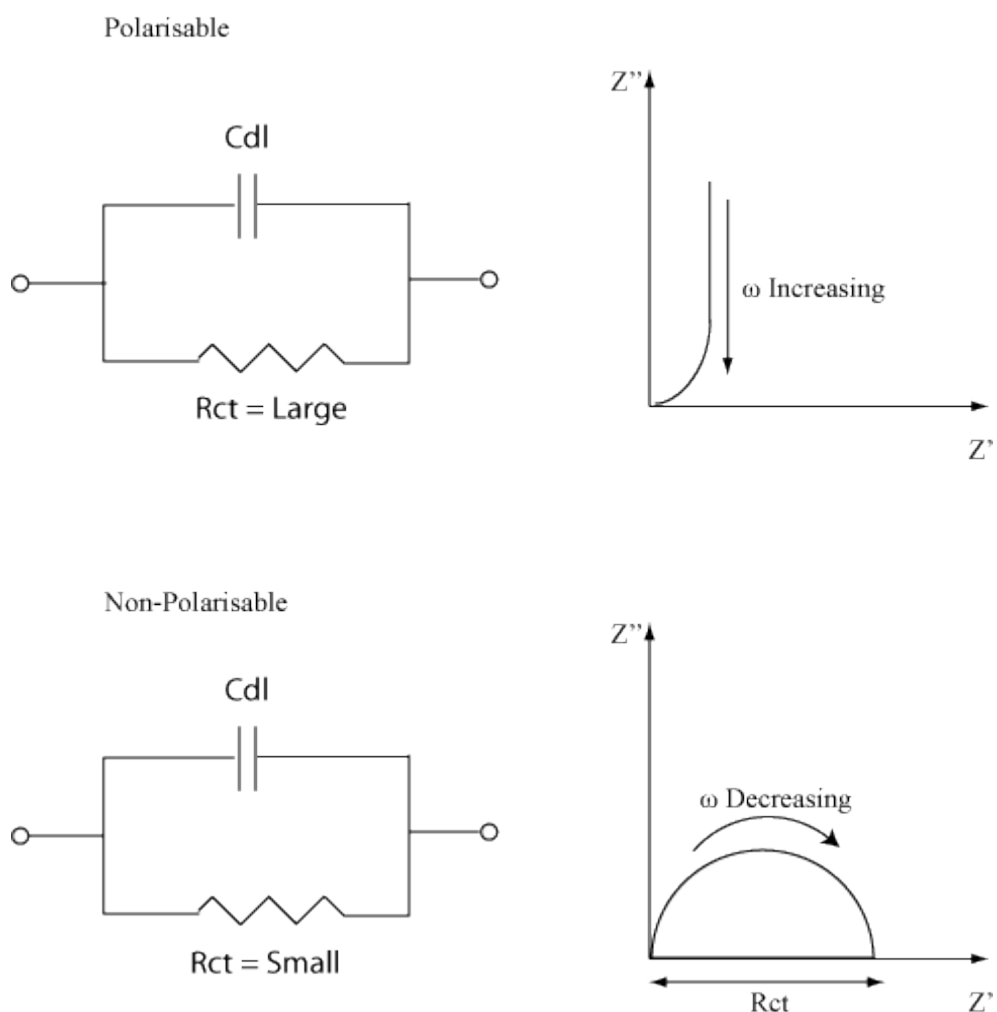 Polarisable
Z”
Cdl
ω Increasing
Rct = Large
Z’
Non-Polarisable
Z”
Cdl
ω Decreasing
Rct = Small
Rct
Z’